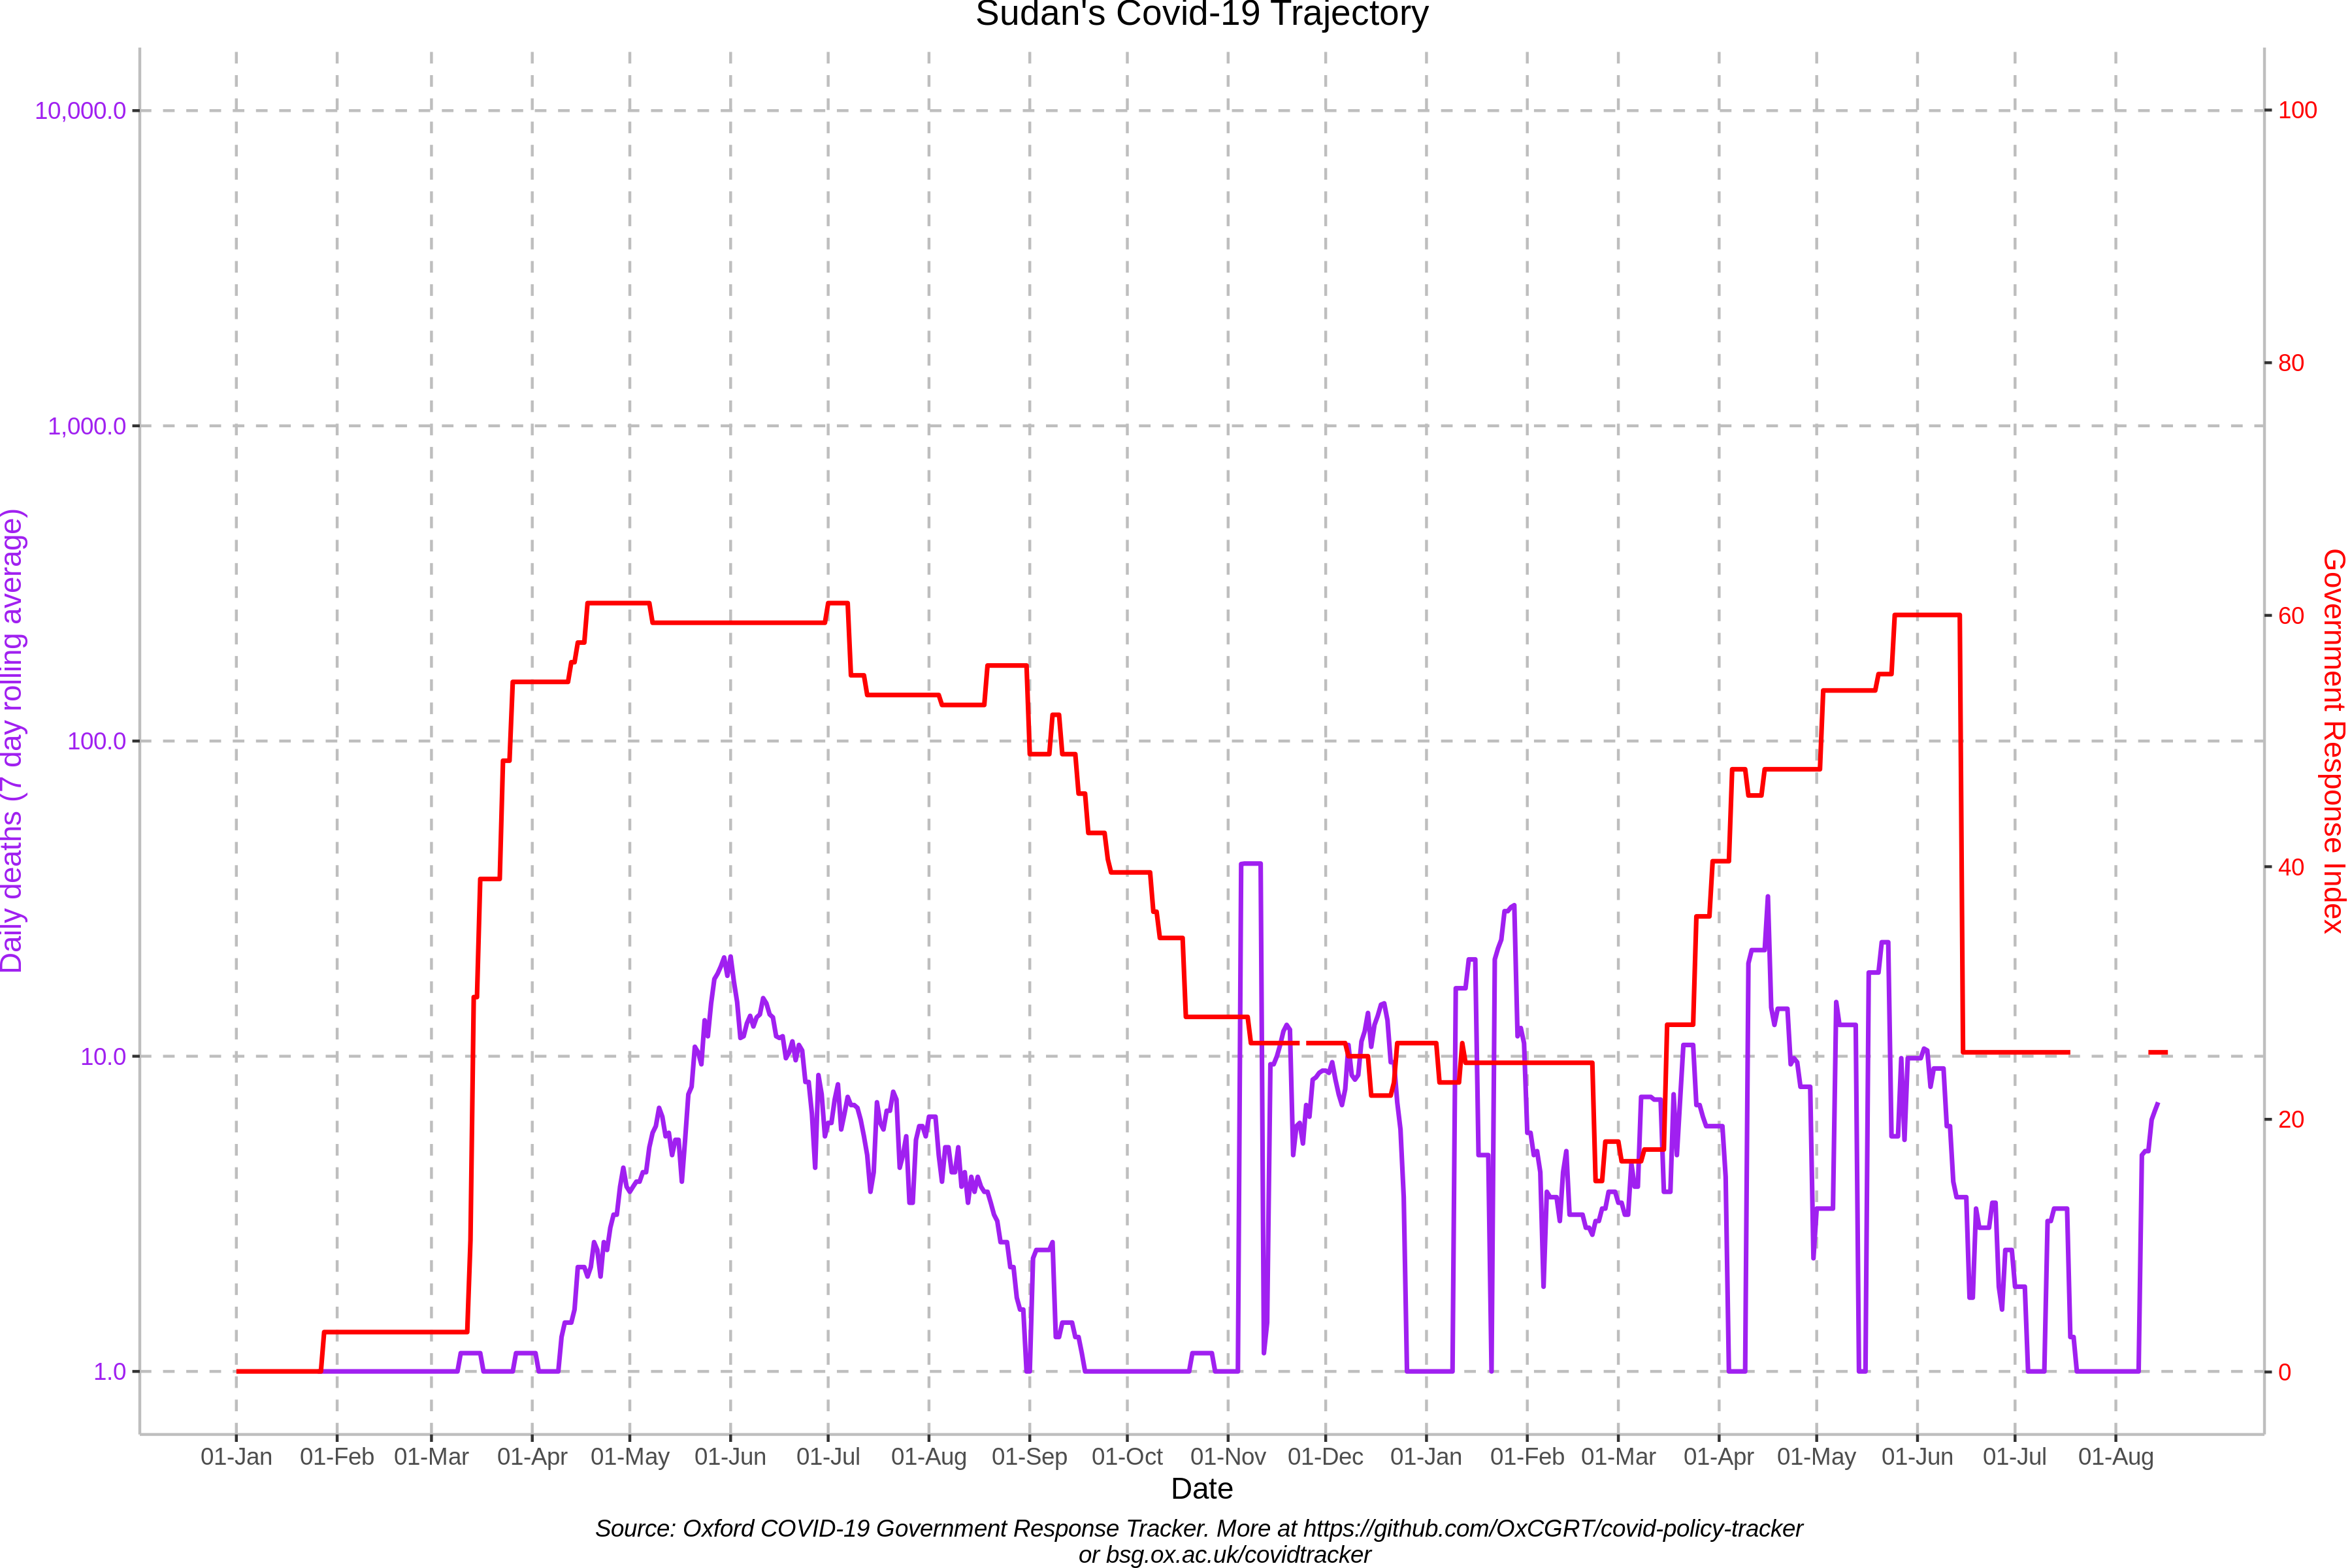 Sudan's Covid-19 Trajectory
10,000.0
1,000.0
100.0
10.0
1.0
Daily deaths (7 day rolling average)
100
80
60
40
20
0
Government Response Index
01-Jan 01-Feb 01-Mar 01-Apr 01-May 01-Jun 01-Jul 01-Aug 01-Sep 01-Oct 01-Nov 01-Dec 01-Jan 01-Feb 01-Mar 01-Apr 01-May 01-Jun 01-Jul 01-Aug
Date
Source: Oxford COVID-19 Government Response Tracker. More at https://github.com/OxCGRT/covid-policy-tracker
or bsg.ox.ac.uk/covidtracker